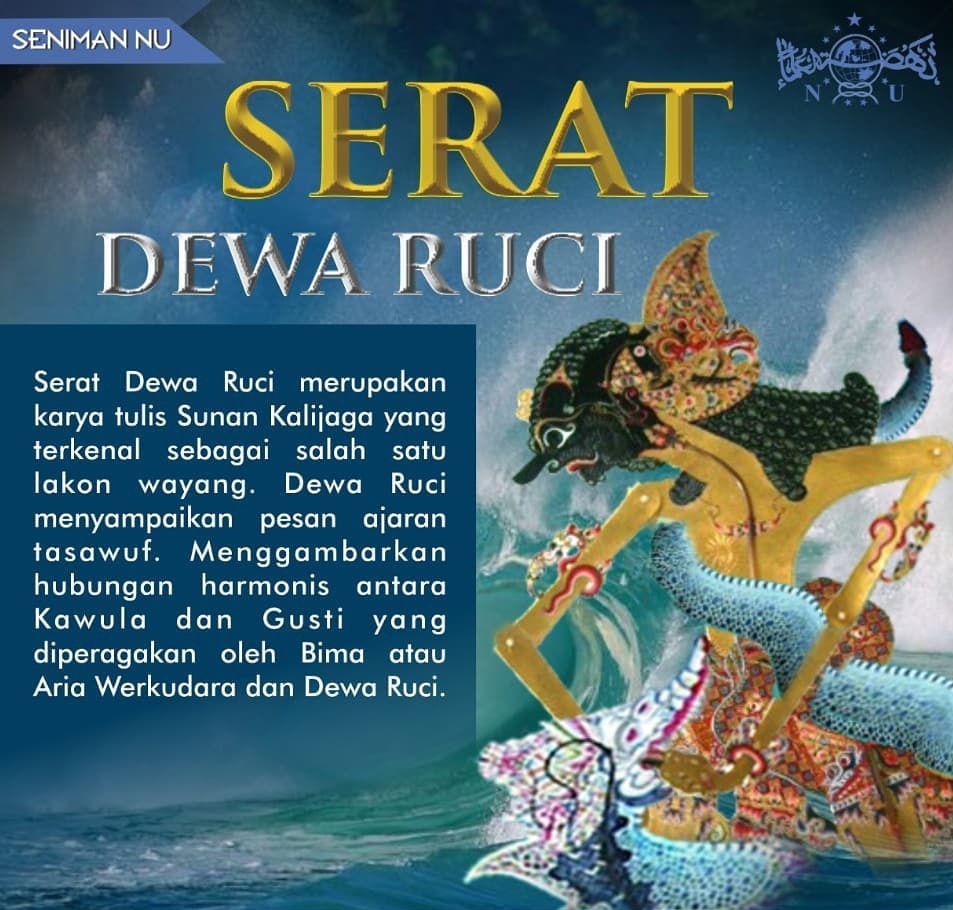 SENIMAN NU
N U
SERAT
DEWA RUCI
Serat Dewa Ruci merupakan
karya tulis Sunan Kalijaga yang
terkenal sebagai salah satu
lakon wayang. Dewa Ruci
menyampaikan pesan ajaran
tasawuf. Menggambarkan
hubungan harmonis antara
Kawula dan Gusti yang
diperagakan oleh Bima atau
Aria Werkudara dan Dewa Ruci.